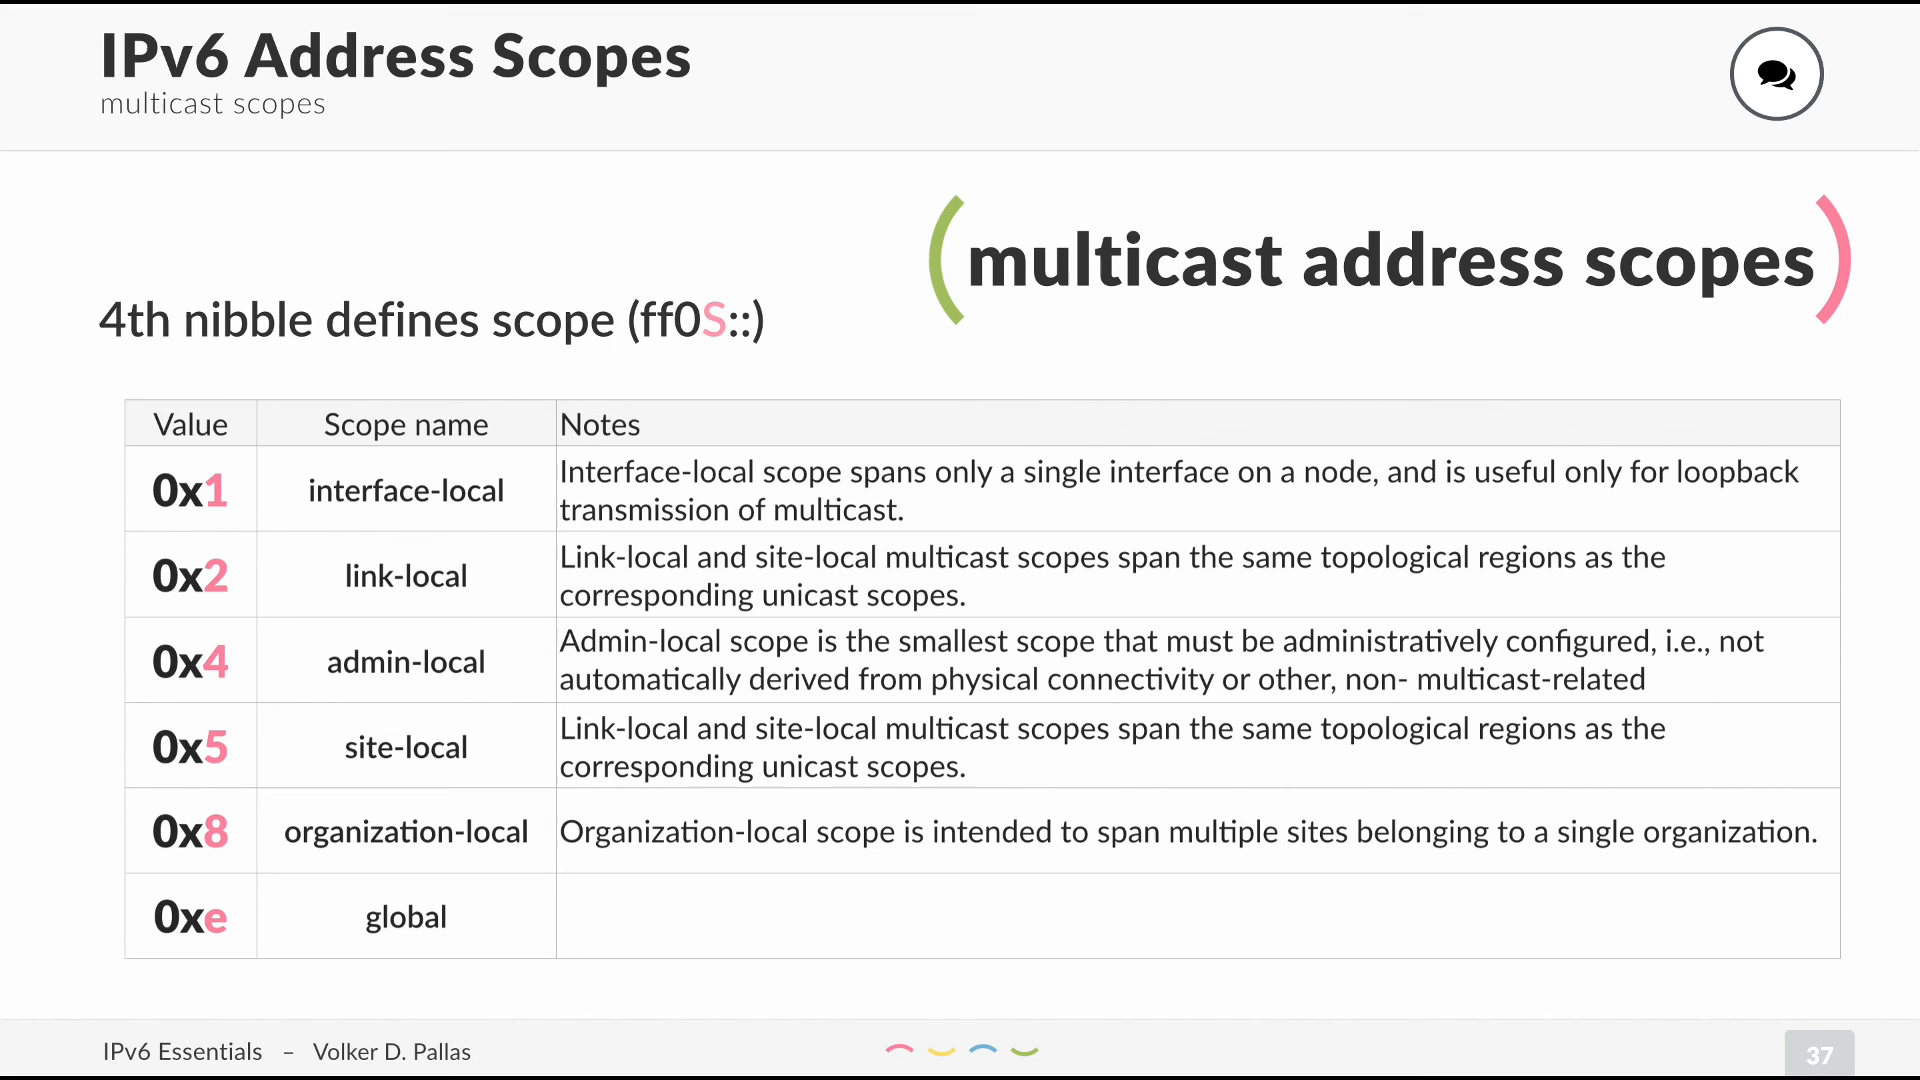 IPv6 Address Scopes
multicast scopes
multicast address scopes
4th nibble defines scope (ff0S::)
Value Scope name Notes
0x1 interface-local Interface-local scope spans only a single interface on a node, and is useful only for loopback
transmission of multicast.
0x2 link-local Link-local and site-local multicast scopes span the same topological regions as the
corresponding unicast scopes.
0x4 admin-local Admin-local scope is the smallest scope that must be administratively configured, i.e., not
automatically derived from physical connectivity or other, non- multicast-related
0x5 site-local Link-local and site-local multicast scopes span the same topological regions as the
corresponding unicast scopes.
0x8 organization-local Organization-local scope is intended to span multiple sites belonging to a single organization.
0xe global
IPv6 Essentials – Volker D. Pallas
37